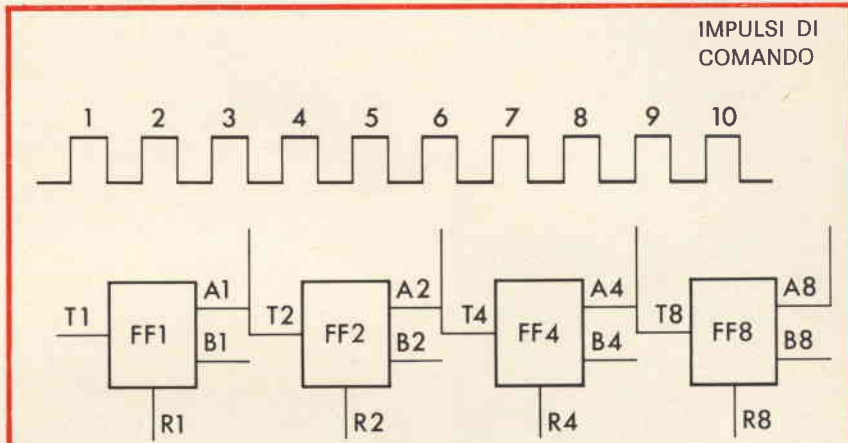 IMPULSI DI
COMANDO
1 2 3 4 5 6 7 8 9 10
A1 A2 A4 A8
T1 FF1 T2 FF2 T4 FF4 T8 FF8
B1 B2 B4 B8
R1 R2 R4 R8